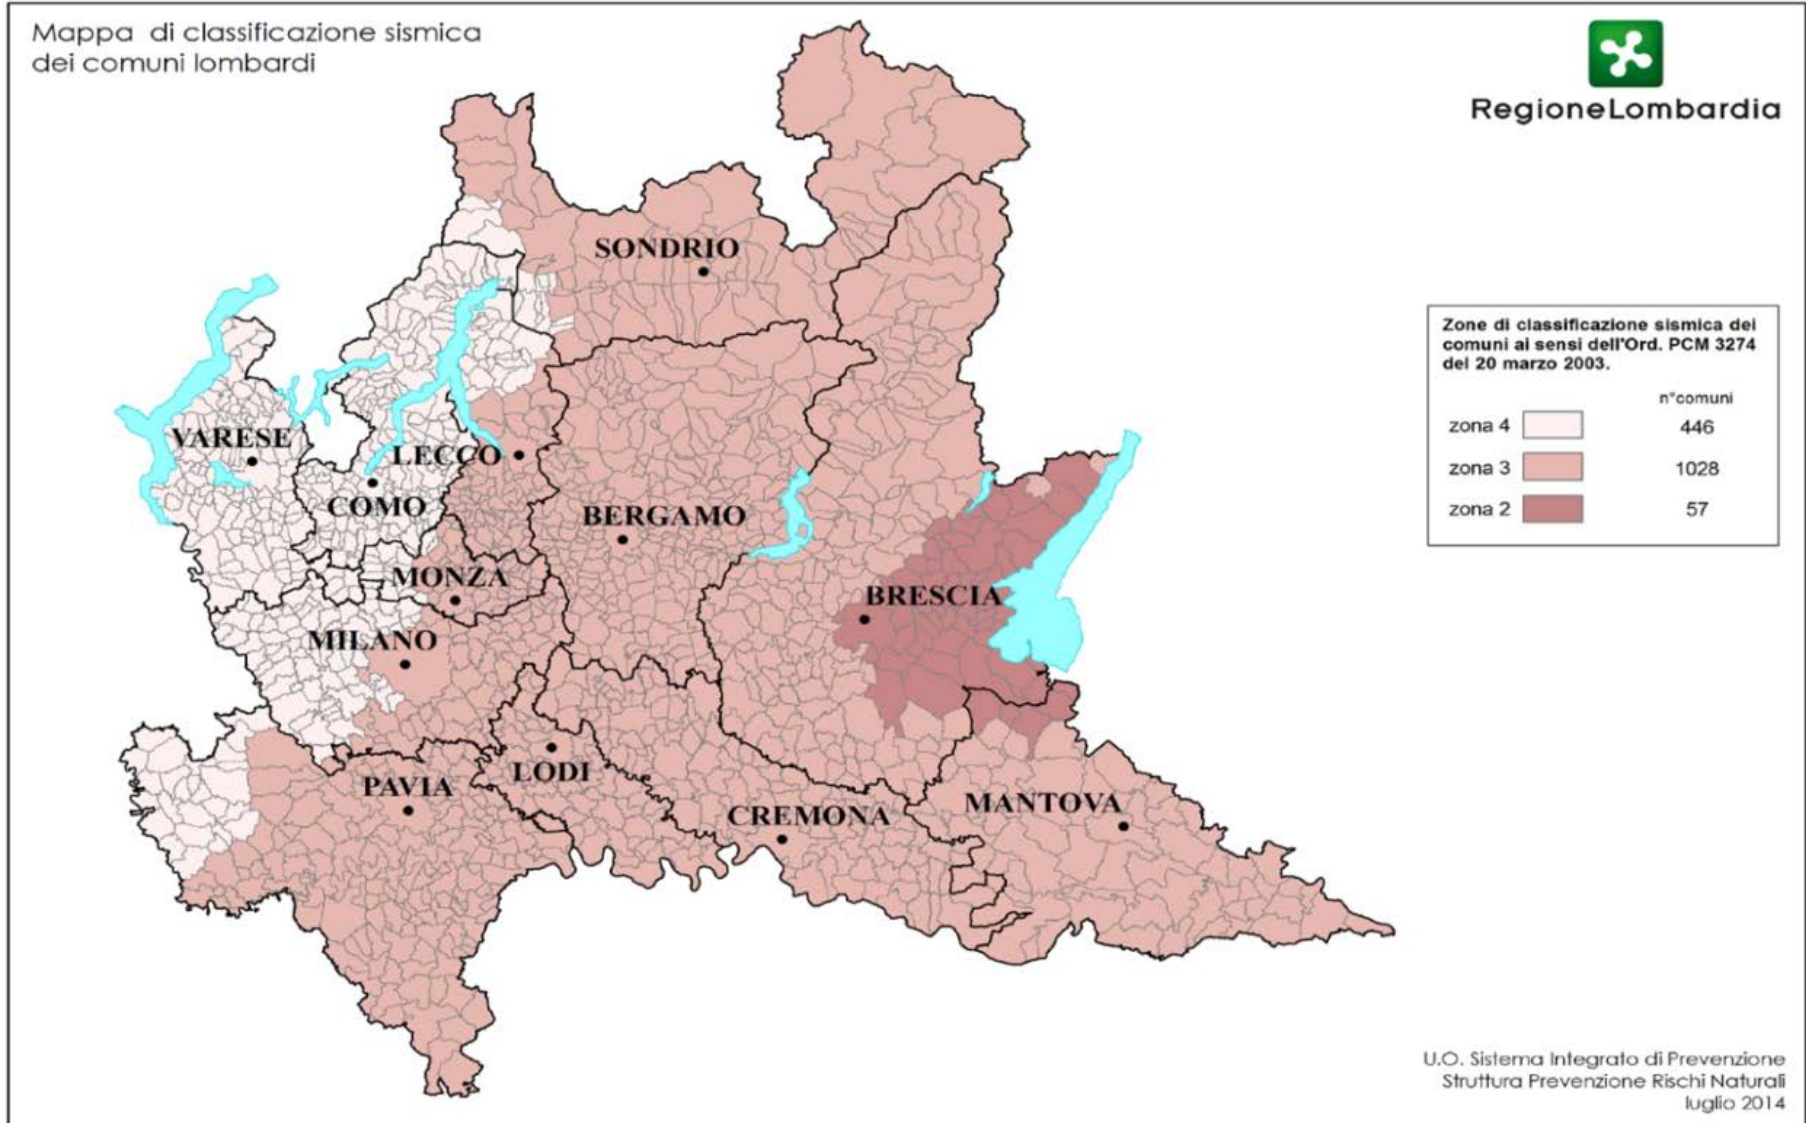 Mappa di classificazione sismica
dei comuni lombardi
RegioneLombardia
SONDRIO
VARESE
LECCO
COMO
BERGAMO
MONZA
BRESCIA
MILANO
PAVIA
LODI
CREMONA
MANTOVA
Zone di classificazione sismica dei
comuni ai sensi dell'Ord. PCM 3274
del 20 marzo 2003.
n°comuni
zona 4 446
zona 3 1028
zona 2 57
U.O. Sistema Integrato di Prevenzione
Struttura Prevenzione Rischi Naturali
luglio 2014